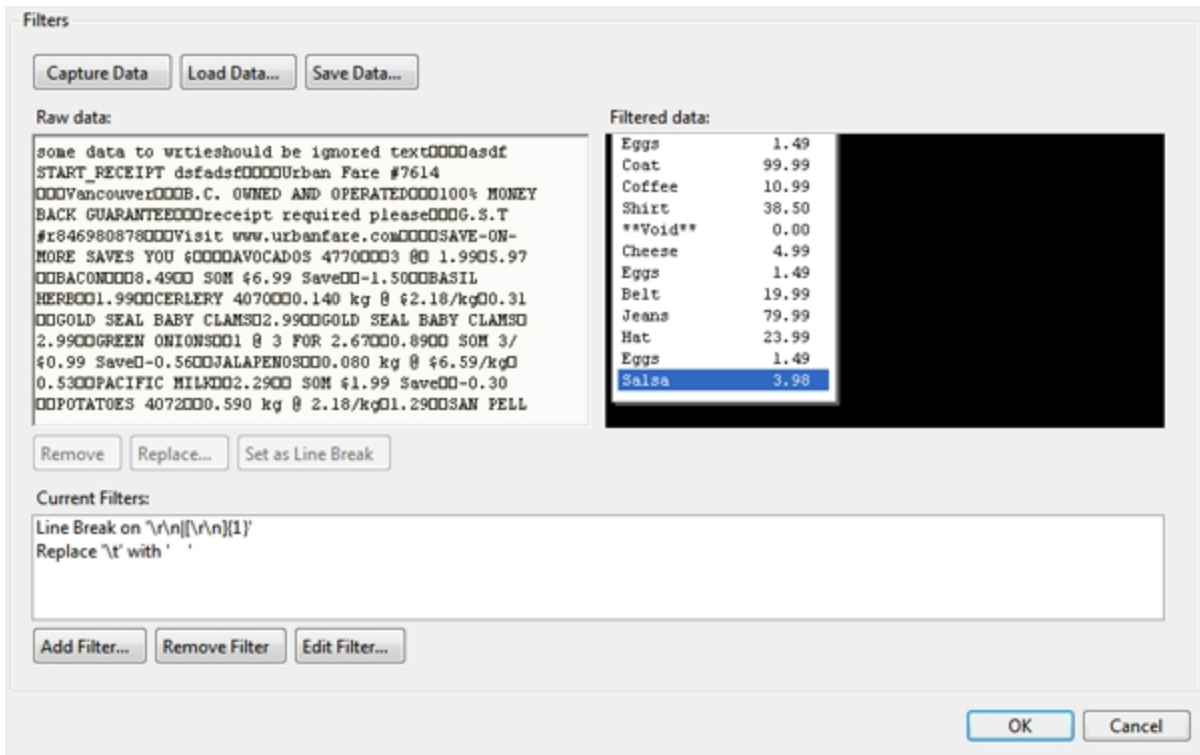 Filters
Capture Data Load Data... Save Data...
Raw data:
some data to wrtieshould be ignored text□□□□asdf
START_RECEIPT dsfadsf□□□□Urban Fare #7614
□□□Vancouver□□□B.C. OWNED AND OPERATED□□□100% MONEY
BACK GUARANTEE□□□receipt required please□□□G.S.T
#r846980878□□□Visit www.urbanfare.com□□□□SAVE-ON-
MORE SAVES YOU $□□□□AVOCADOS 4770□□□3 @□ 1.99□5.97
□□BACON□□□8.49□□ SOM $6.99 Save□□-1.50□□BASIL
HERB□□1.99□□CERLERY 4070□□0.140 kg @ $2.18/kg□0.31
□□GOLD SEAL BABY CLAMS□2.99□□GOLD SEAL BABY CLAMS□
2.99□□GREEN ONIONS□□1 @ 3 FOR 2.67□□0.89□□ SOM 3/
$0.99 Save□-0.56□□JALAPENOS□□0.080 kg @ $6.59/kg□
0.53□□PACIFIC MILK□□2.29□□ SOM $1.99 Save□□-0.30
□□POTATOES 4072□□0.590 kg @ 2.18/kg□1.29□□SAN PELL
Filtered data:
Eggs 1.49
Coat 99.99
Coffee 10.99
Shirt 38.50
**Void** 0.00
Cheese 4.99
Eggs 1.49
Belt 19.99
Jeans 79.99
Hat 23.99
Eggs 1.49
Salsa 3.98
Remove Replace... Set as Line Break
Current Filters:
Line Break on '\r\n|[\r\n]{1}'
Replace '\t' with '    '
Add Filter... Remove Filter Edit Filter...
OK Cancel